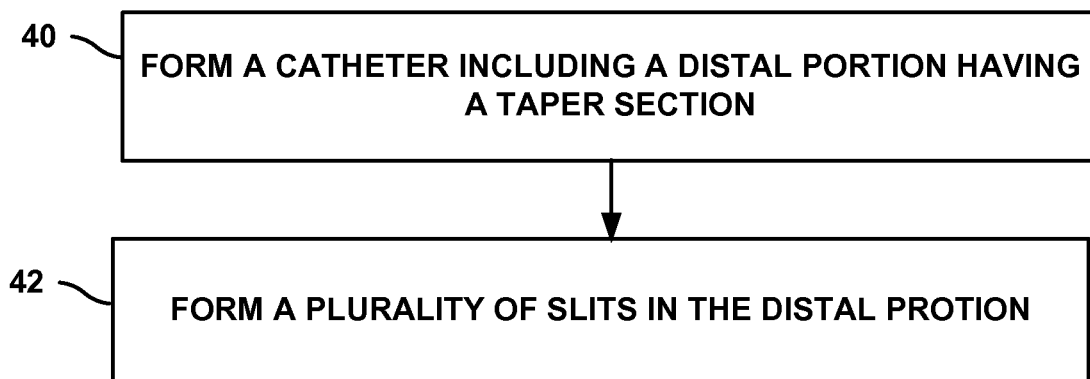 40
FORM A CATHETER INCLUDING A DISTAL PORTION HAVING
A TAPER SECTION
42
FORM A PLURALITY OF SLITS IN THE DISTAL PROTION